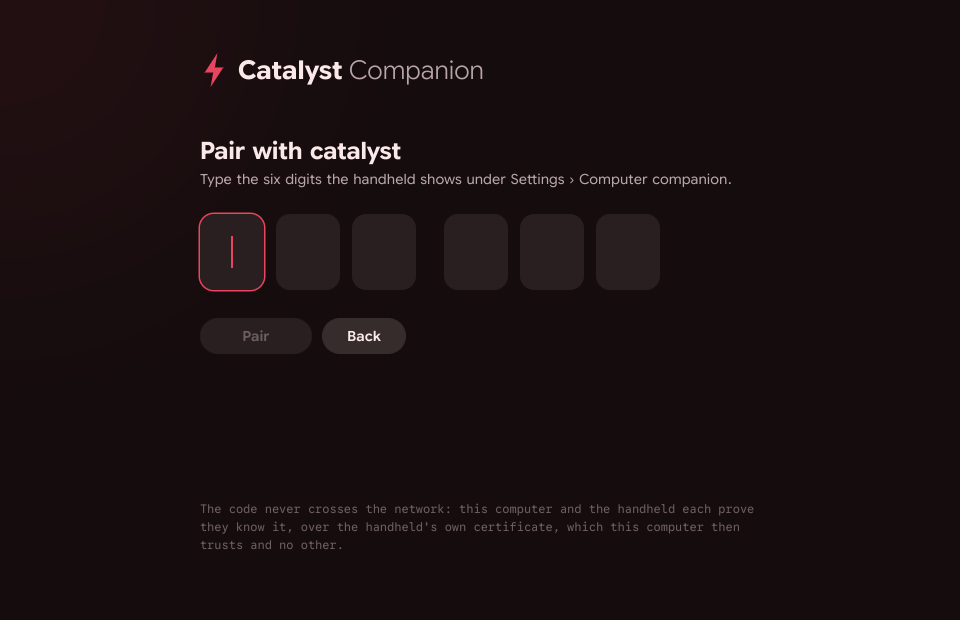 Catalyst Companion
Pair with catalyst
Type the six digits the handheld shows under Settings › Computer companion.
Pair
Back
The code never crosses the network: this computer and the handheld each prove
they know it, over the handheld's own certificate, which this computer then
trusts and no other.